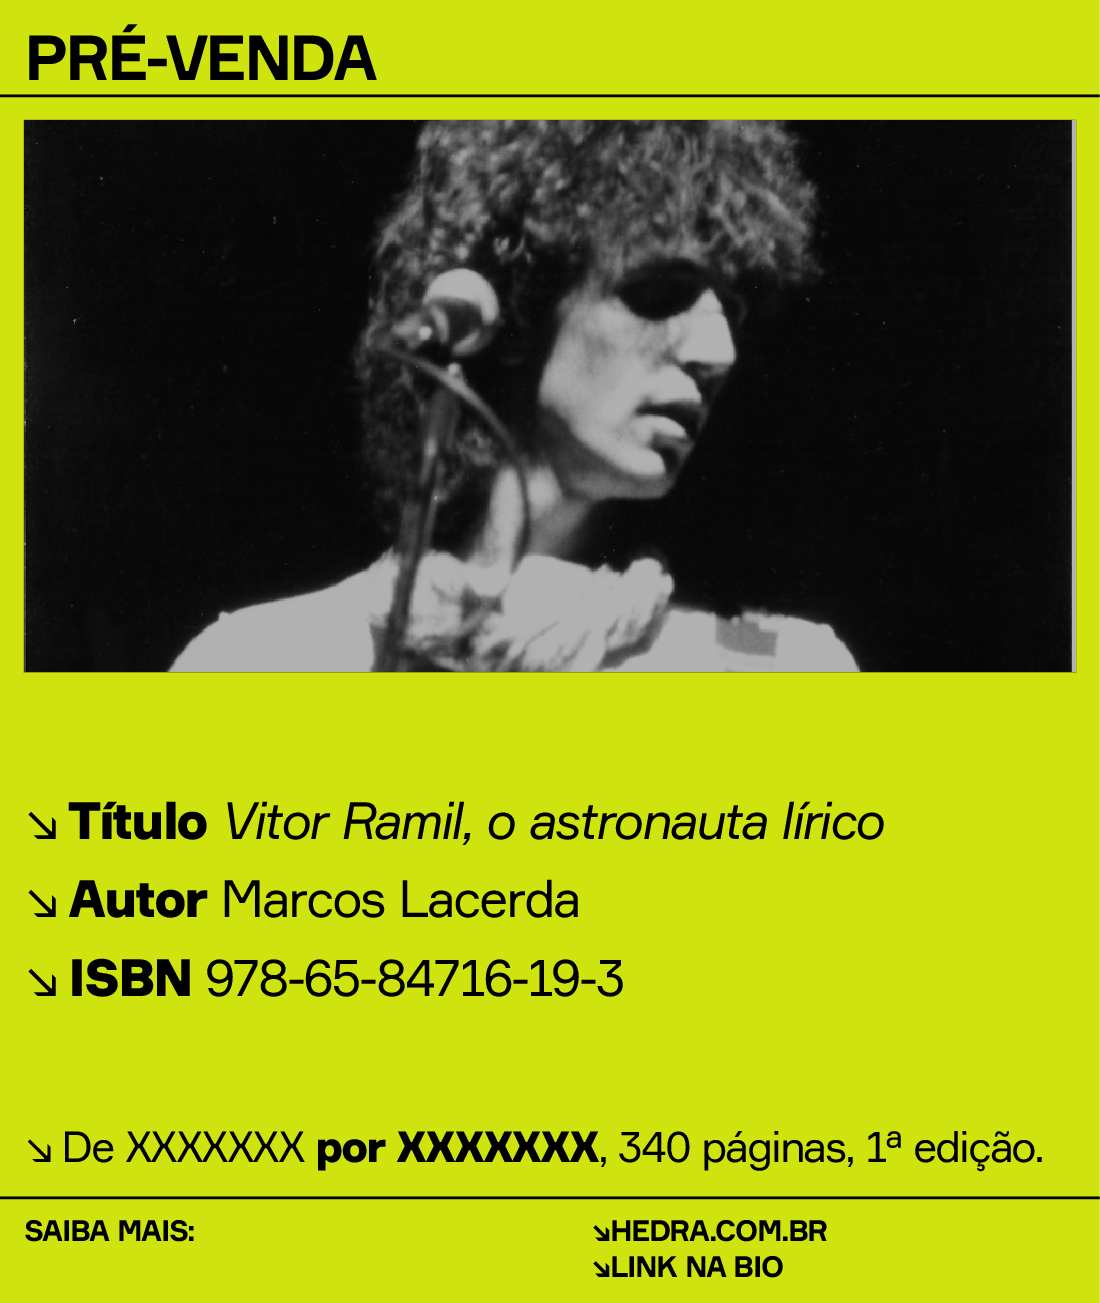 PRÉ-VENDA
↘ Título Vitor Ramil, o astronauta lírico
↘ Autor Marcos Lacerda
↘ ISBN 978-65-84716-19-3
↘ De XXXXXXX por XXXXXXX, 340 páginas, 1ª edição.
SAIBA MAIS:
↘HEDRA.COM.BR
↘LINK NA BIO